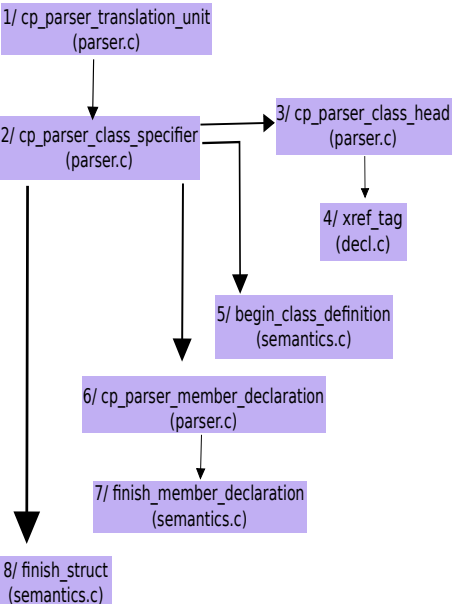 1/ cp_parser_translation_unit
(parser.c)
2/ cp_parser_class_specifier
(parser.c)
3/ cp_parser_class_head
(parser.c)
4/ xref_tag
(decl.c)
5/ begin_class_definition
(semantics.c)
6/ cp_parser_member_declaration
(parser.c)
7/ finish_member_declaration
(semantics.c)
8/ finish_struct
(semantics.c)